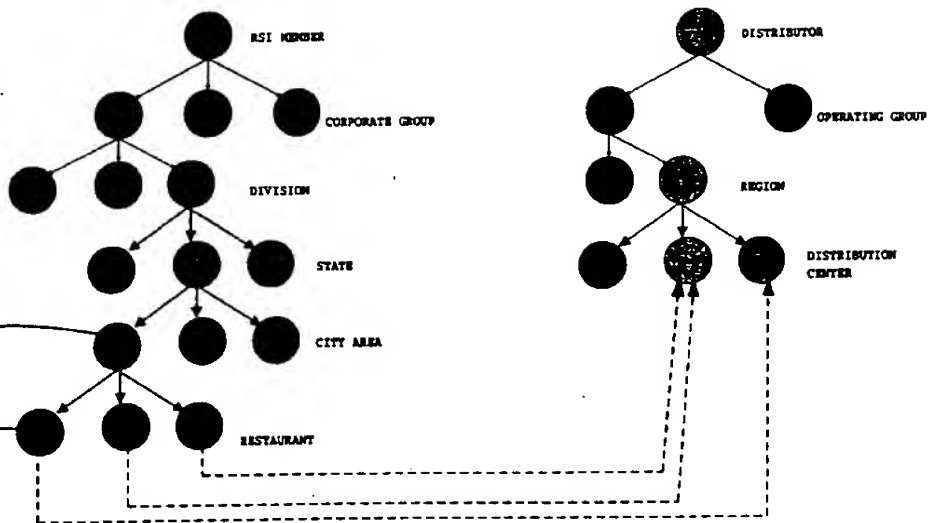 RSI MEMBER
DISTRIBUTOR
CORPORATE GROUP
OPERATING GROUP
DIVISION
REGION
STATE
DISTRIBUTION
CENTER
CITY AREA
RESTAURANT